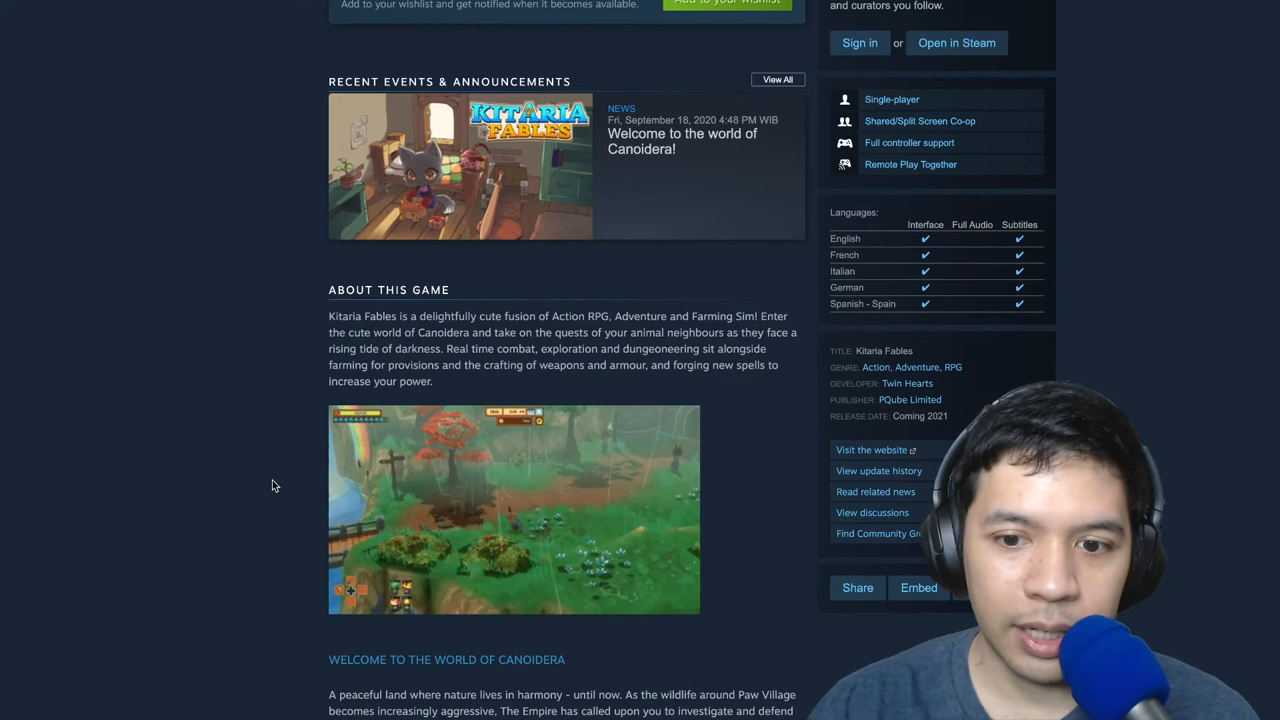 Add to your wishlist and get notified when it becomes available.
Add to your wishlist
and curators you follow.
Sign in or Open in Steam
RECENT EVENTS & ANNOUNCEMENTS
View All
KITARIA
FABLES
NEWS
Fri, September 18, 2020 4:48 PM WIB
Welcome to the world of
Canoidera!
Single-player
Shared/Split Screen Co-op
Full controller support
Remote Play Together
Languages:
Interface Full Audio Subtitles
English ✔ ✔
French ✔ ✔
Italian ✔ ✔
German ✔ ✔
Spanish - Spain ✔ ✔
ABOUT THIS GAME
Kitaria Fables is a delightfully cute fusion of Action RPG, Adventure and Farming Sim! Enter
the cute world of Canoidera and take on the quests of your animal neighbours as they face a
rising tide of darkness. Real time combat, exploration and dungeoneering sit alongside
farming for provisions and the crafting of weapons and armour, and forging new spells to
increase your power.
TITLE: Kitaria Fables
GENRE: Action, Adventure, RPG
DEVELOPER: Twin Hearts
PUBLISHER: PQube Limited
RELEASE DATE: Coming 2021
Visit the website
View update history
Read related news
View discussions
Find Community Gr
Share Embed
WELCOME TO THE WORLD OF CANOIDERA
A peaceful land where nature lives in harmony - until now. As the wildlife around Paw Village
becomes increasingly aggressive, The Empire has called upon you to investigate and defend